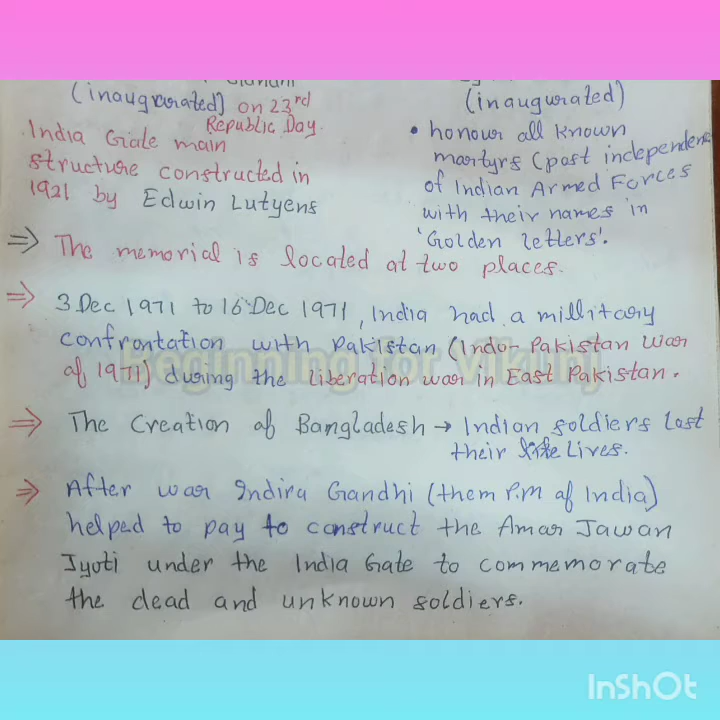 (inaugurated) on 23rd
Republic Day.
India Gate main
structure constructed in
1921 by Edwin Lutyens
(inaugurated)
• honour all known
martyrs (past independence
of Indian Armed Forces
with their names in
'Golden letters'.
⇒ The memorial is located at two places.
⇒ 3 Dec 1971 to 16 Dec 1971, India had a millitary
confrontation with Pakistan (Indo-Pakistan war
of 1971) during the liberation war in East Pakistan.
⇒ The Creation of Bangladesh → Indian soldiers lost
their Lives.
⇒ After war Indira Gandhi (them P.M of India)
helped to pay to construct the Amar Jawan
Jyoti under the India Gate to commemorate
the dead and unknown soldiers.
Beginning for
InShOt